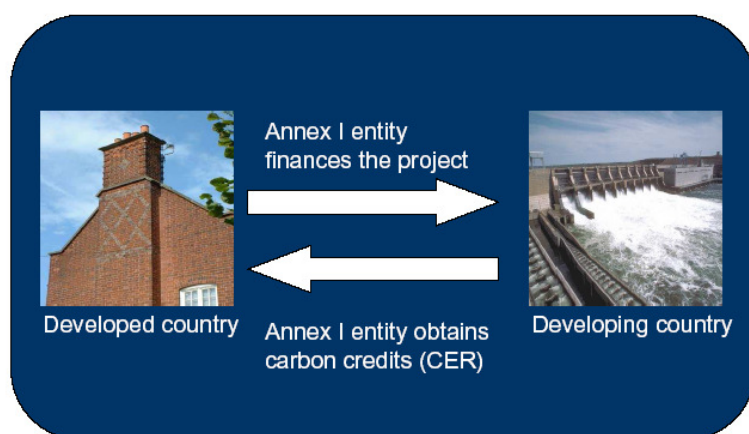 Annex I entity
finances the project
Developed country
Developing country
Annex I entity obtains
carbon credits (CER)